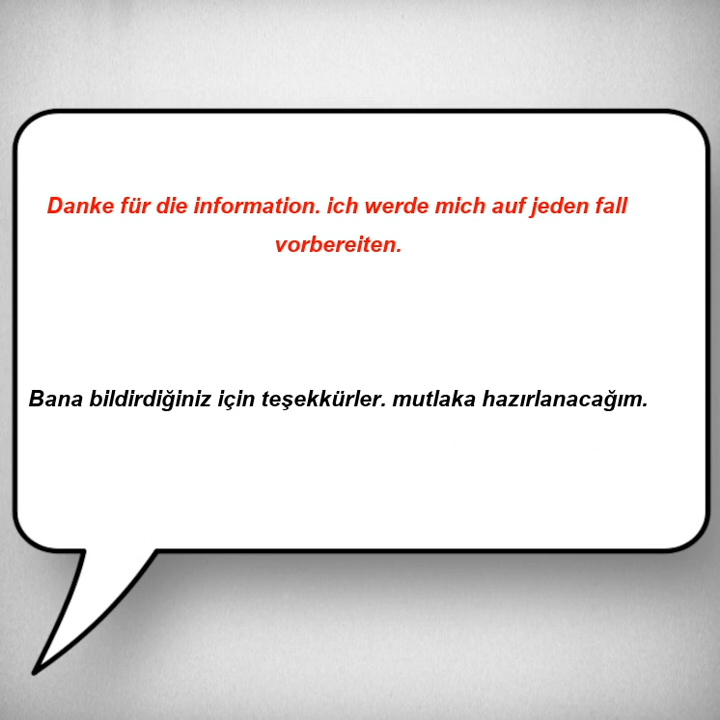 Danke für die information. ich werde mich auf jeden fall
vorbereiten.
Bana bildirdiğiniz için teşekkürler. mutlaka hazırlanacağım.